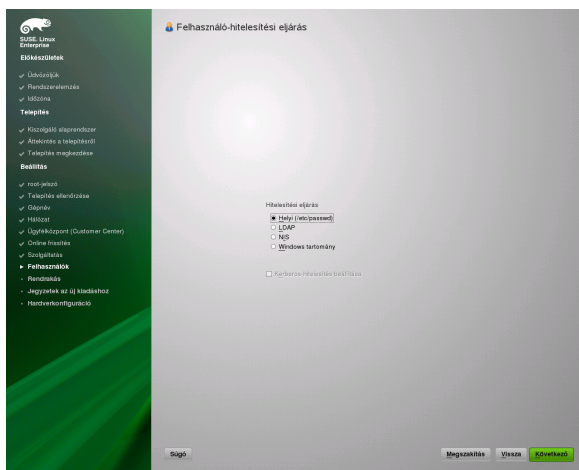 SUSE. Linux
Enterprise
Előkészületek
Üdvözöljük
Rendszerelemzés
Időzóna
Telepítés
Kiszolgáló alaprendszer
Áttekintés a telepítésről
Telepítés megkezdése
Beállítás
root-jelszó
Telepítés ellenőrzése
Gépnév
Hálózat
Ügyfélközpont (Customer Center)
Online frissítés
Szolgáltatás
Felhasználók
Rendrakás
Jegyzetek az új kiadáshoz
Hardverkonfiguráció
Felhasználó-hitelesítési eljárás
Hitelesítési eljárás
Helyi (/etc/passwd)
LDAP
NIS
Windows tartomány
Kerberos-hitelesítés beállítása
Súgó
Megszakítás
Vissza
Következő